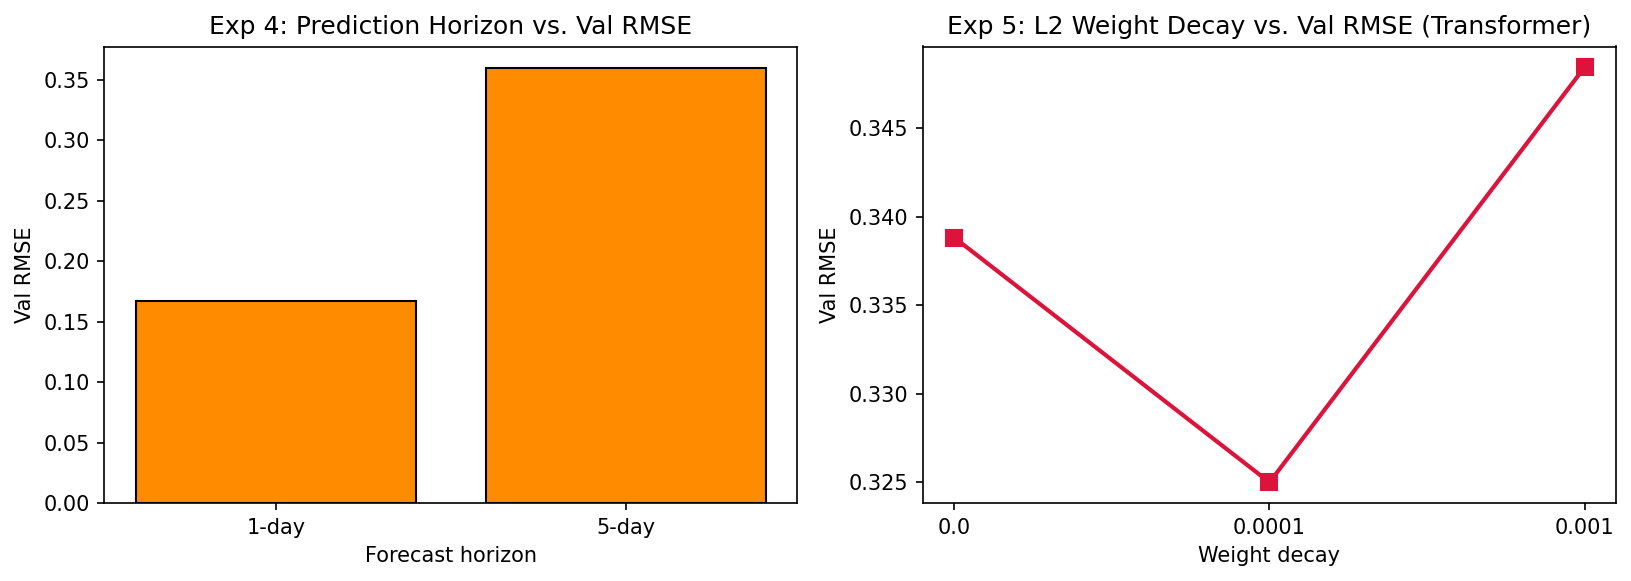 Exp 4: Prediction Horizon vs. Val RMSE
Val RMSE
0.35
0.30
0.25
0.20
0.15
0.10
0.05
0.00
1-day
5-day
Forecast horizon
Exp 5: L2 Weight Decay vs. Val RMSE (Transformer)
Val RMSE
0.345
0.340
0.335
0.330
0.325
0.0
0.0001
0.001
Weight decay